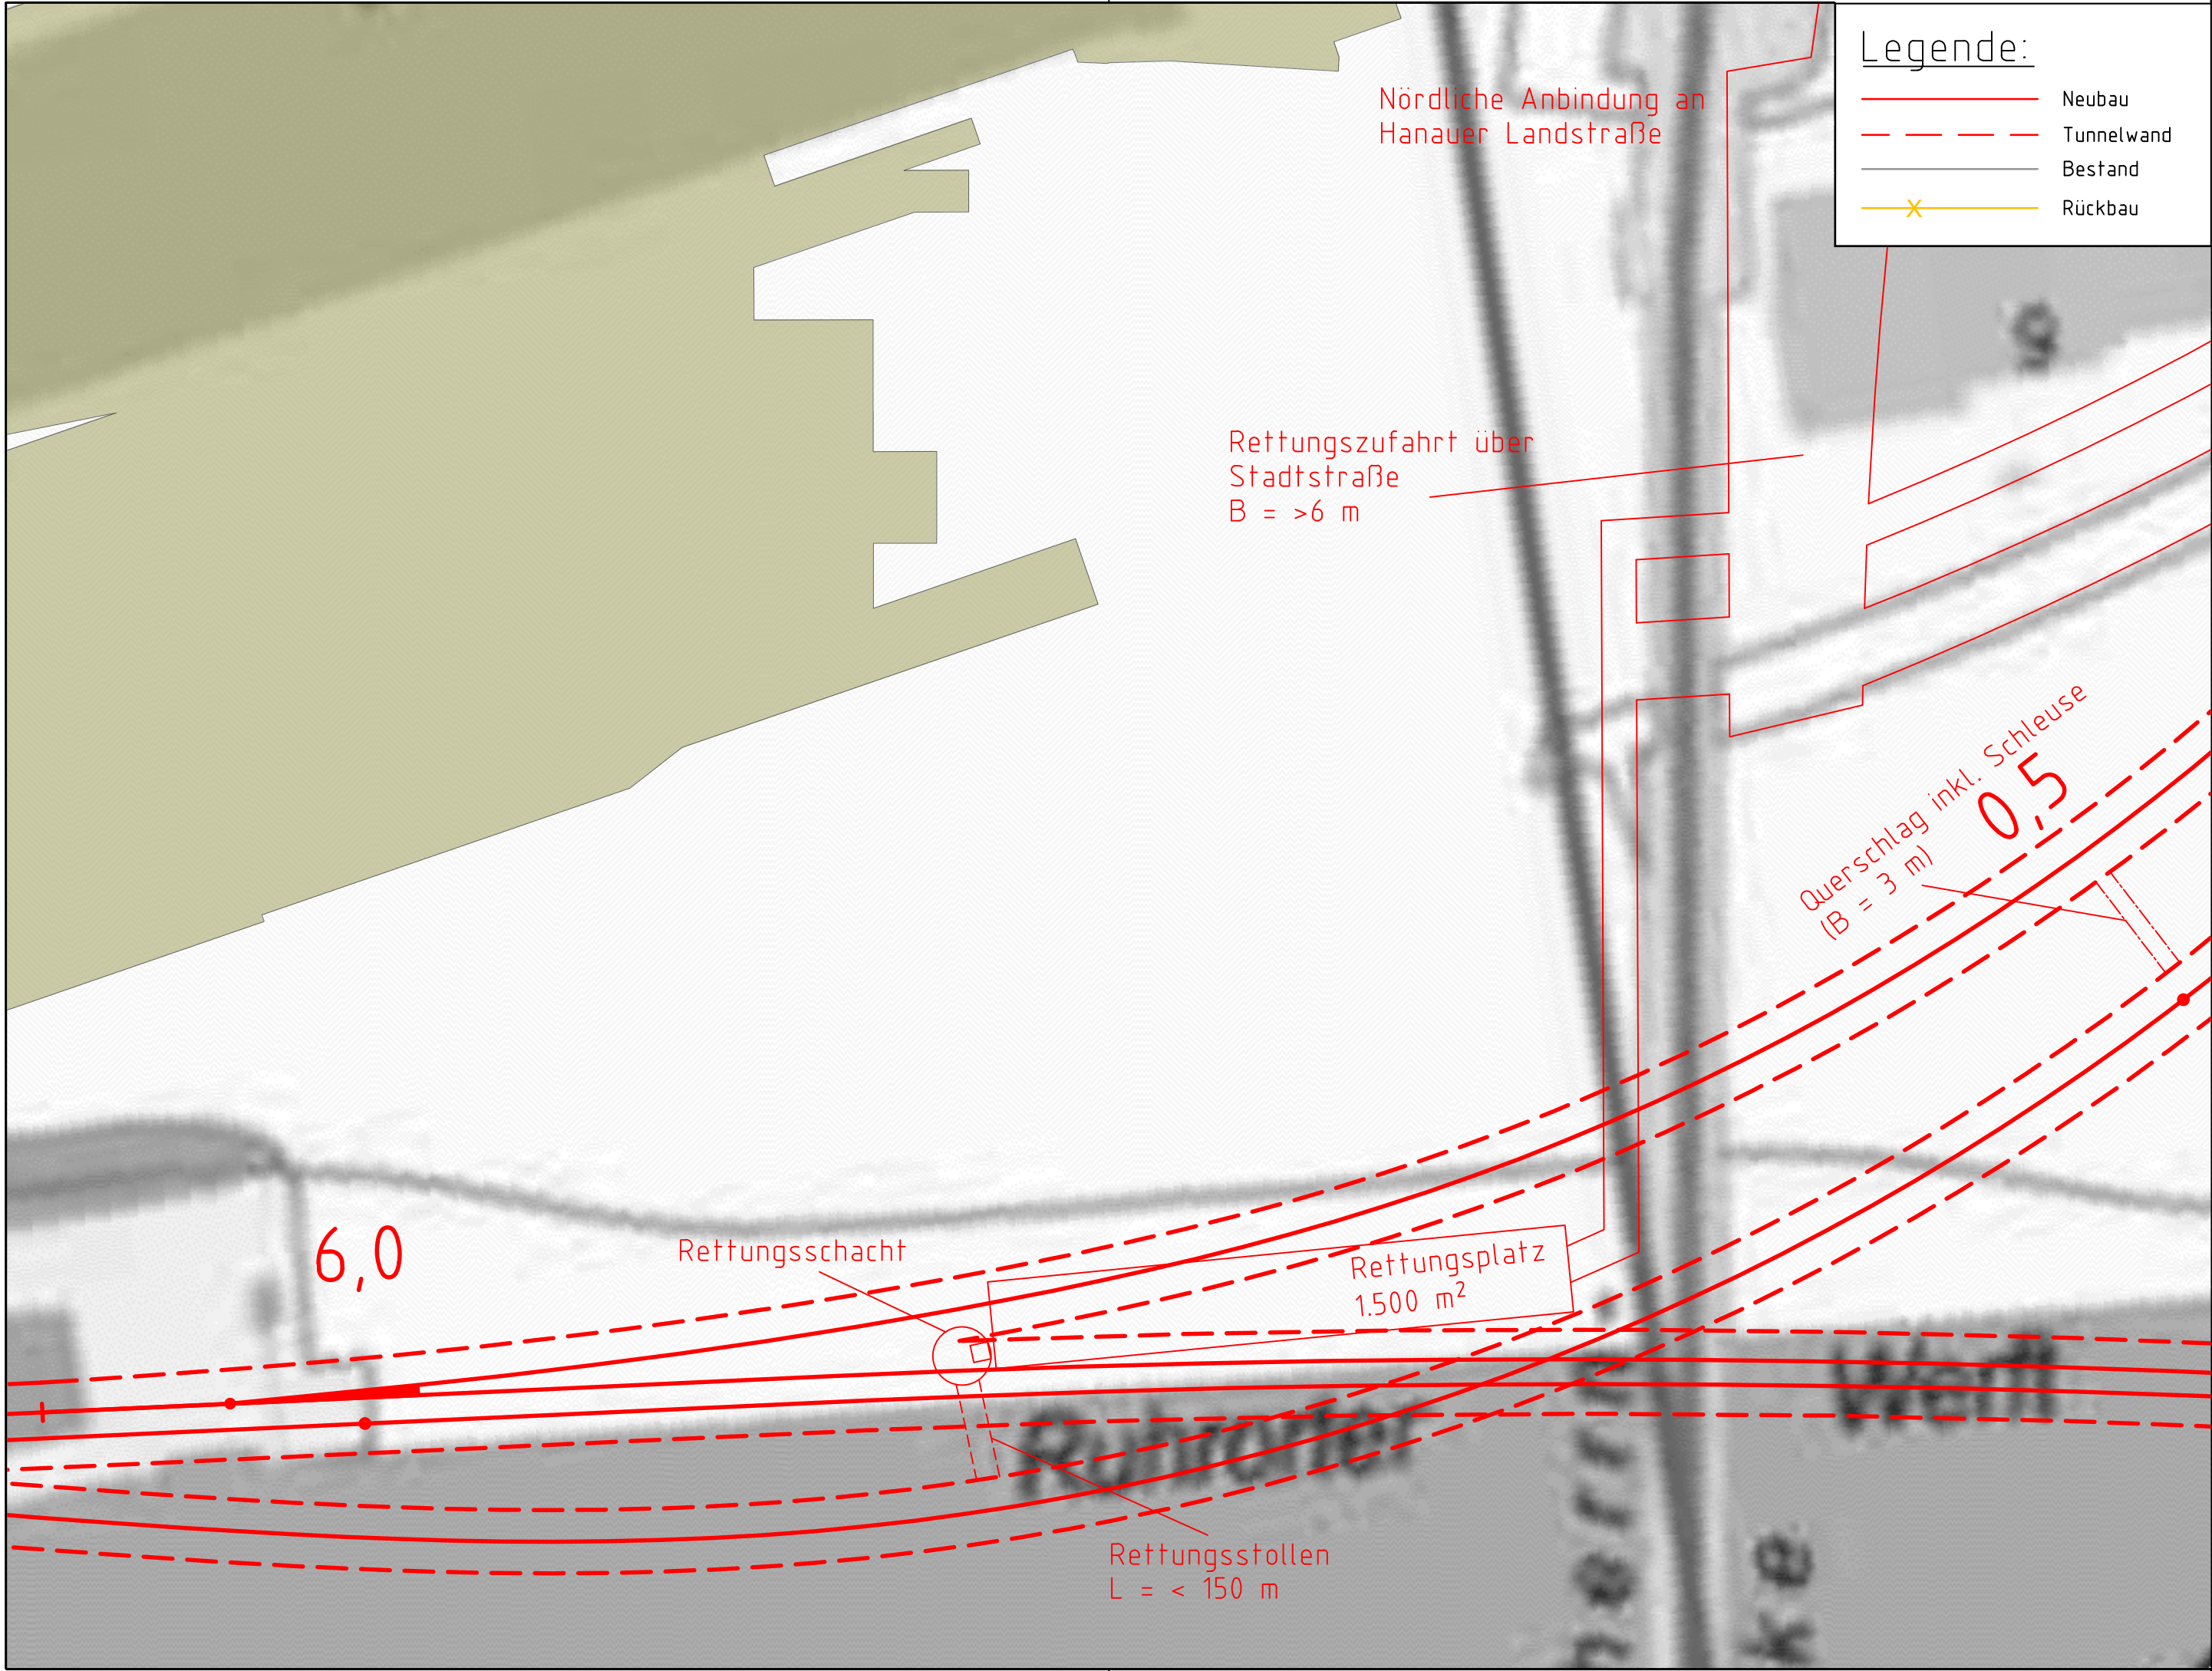 Legende:
Neubau
Tunnelwand
Bestand
Rückbau
Nördliche Anbindung an
Hanauer Landstraße
Rettungszufahrt über
Stadtstraße
B = >6 m
Querschlag inkl. Schleuse
(B = 3 m)
0,5
6,0
Rettungsschacht
Rettungsplatz
1.500 m²
Ruhrorter
Werft
Rettungsstollen
L = < 150 m